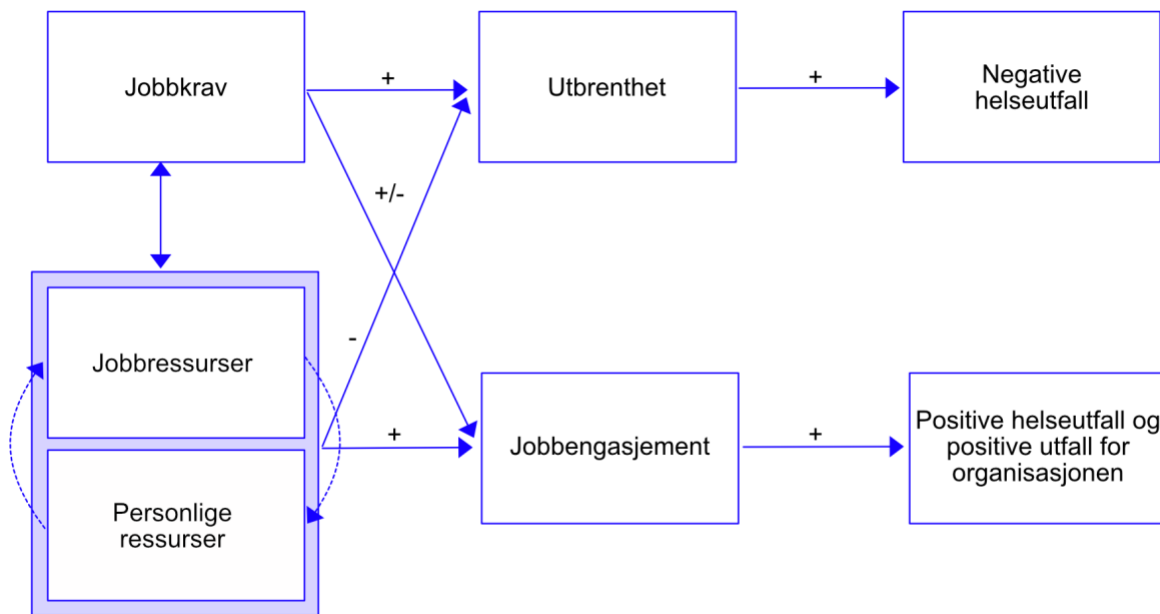 Jobbkrav
+
Utbrenthet
+
Negative
helseutfall
+/-
-
Jobbressurser
Personlige
ressurser
+
Jobbengasjement
+
Positive helseutfall og
positive utfall for
organisasjonen